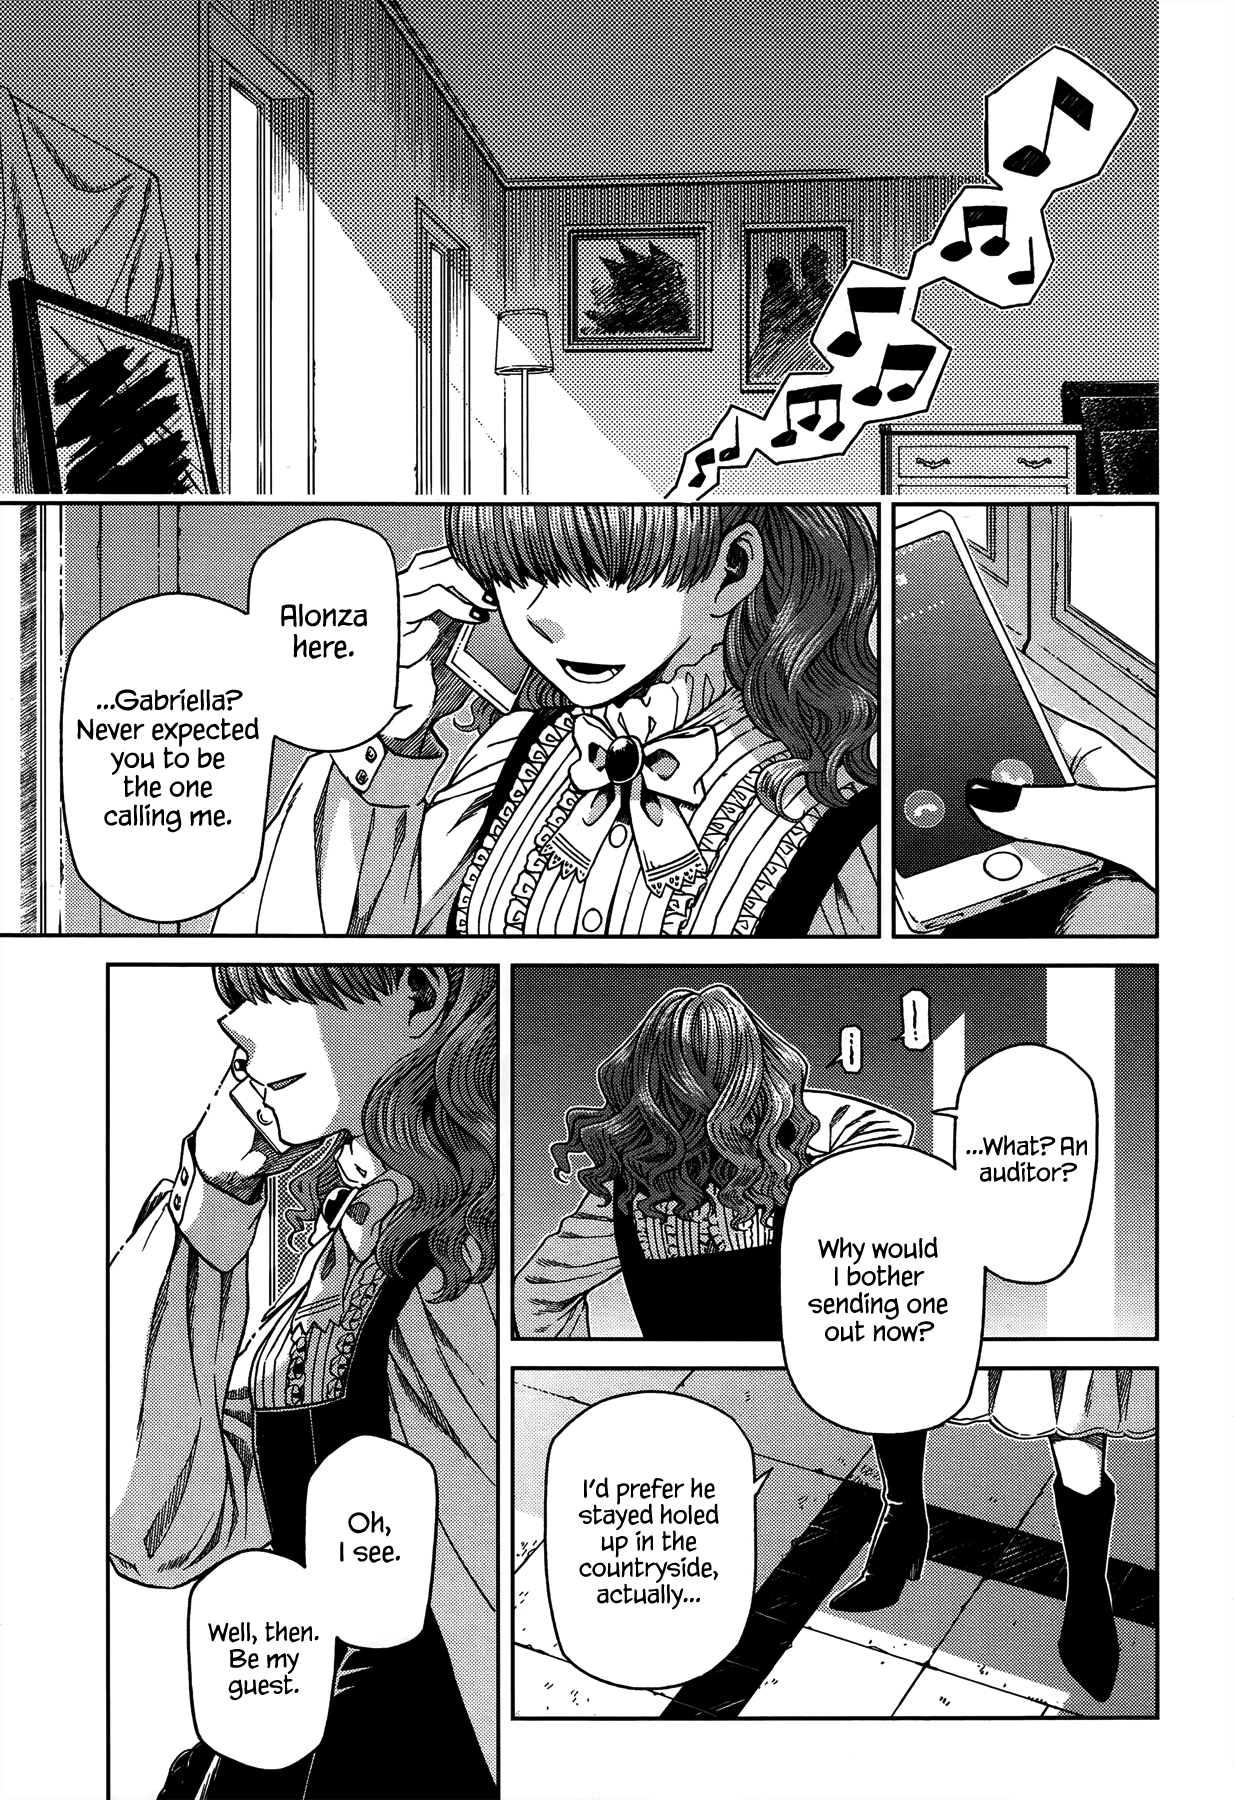 Alonza
here.
...Gabriella?
Never expected
you to be
the one
calling me.
...What? An
auditor?
Why would
I bother
sending one
out now?
I'd prefer he
stayed holed
up in the
countryside,
actually...
Oh,
I see.
Well, then.
Be my
guest.